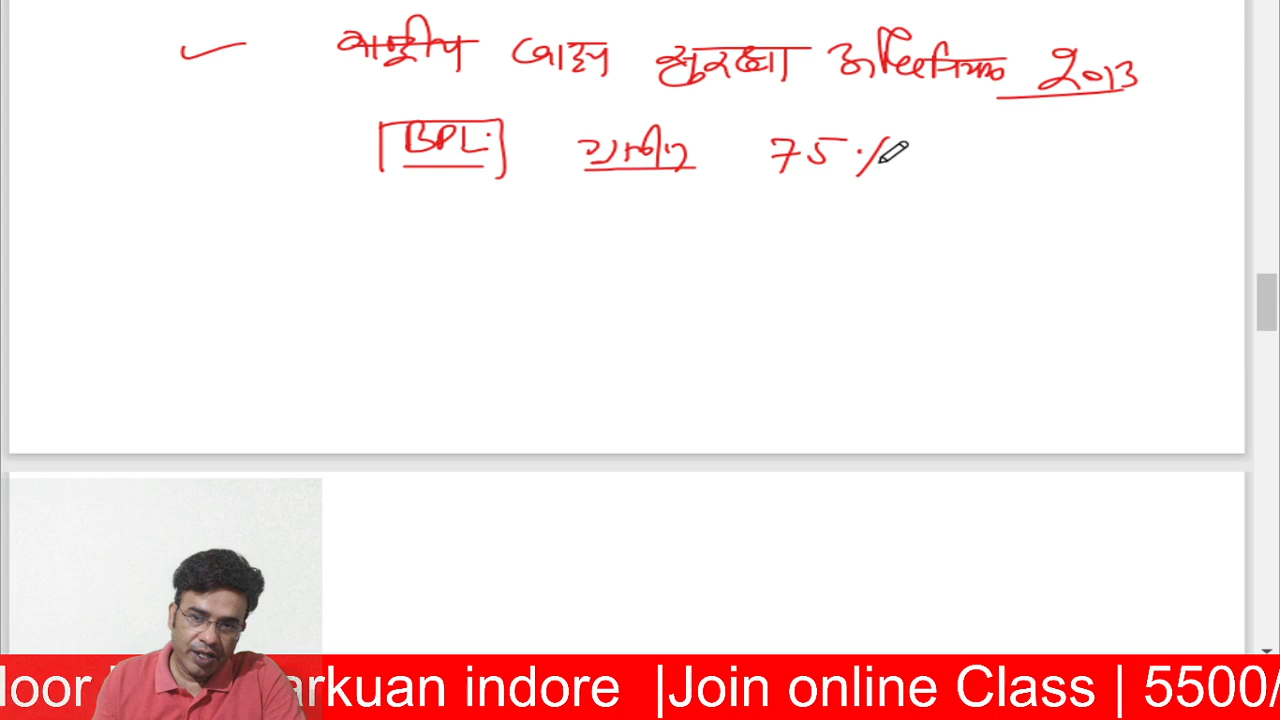 राष्ट्रीय खाद्य सुरक्षा अधिनियम 2013
BPL ग्रामीण 75%
loor arkuan indore |Join online Class | 5500/